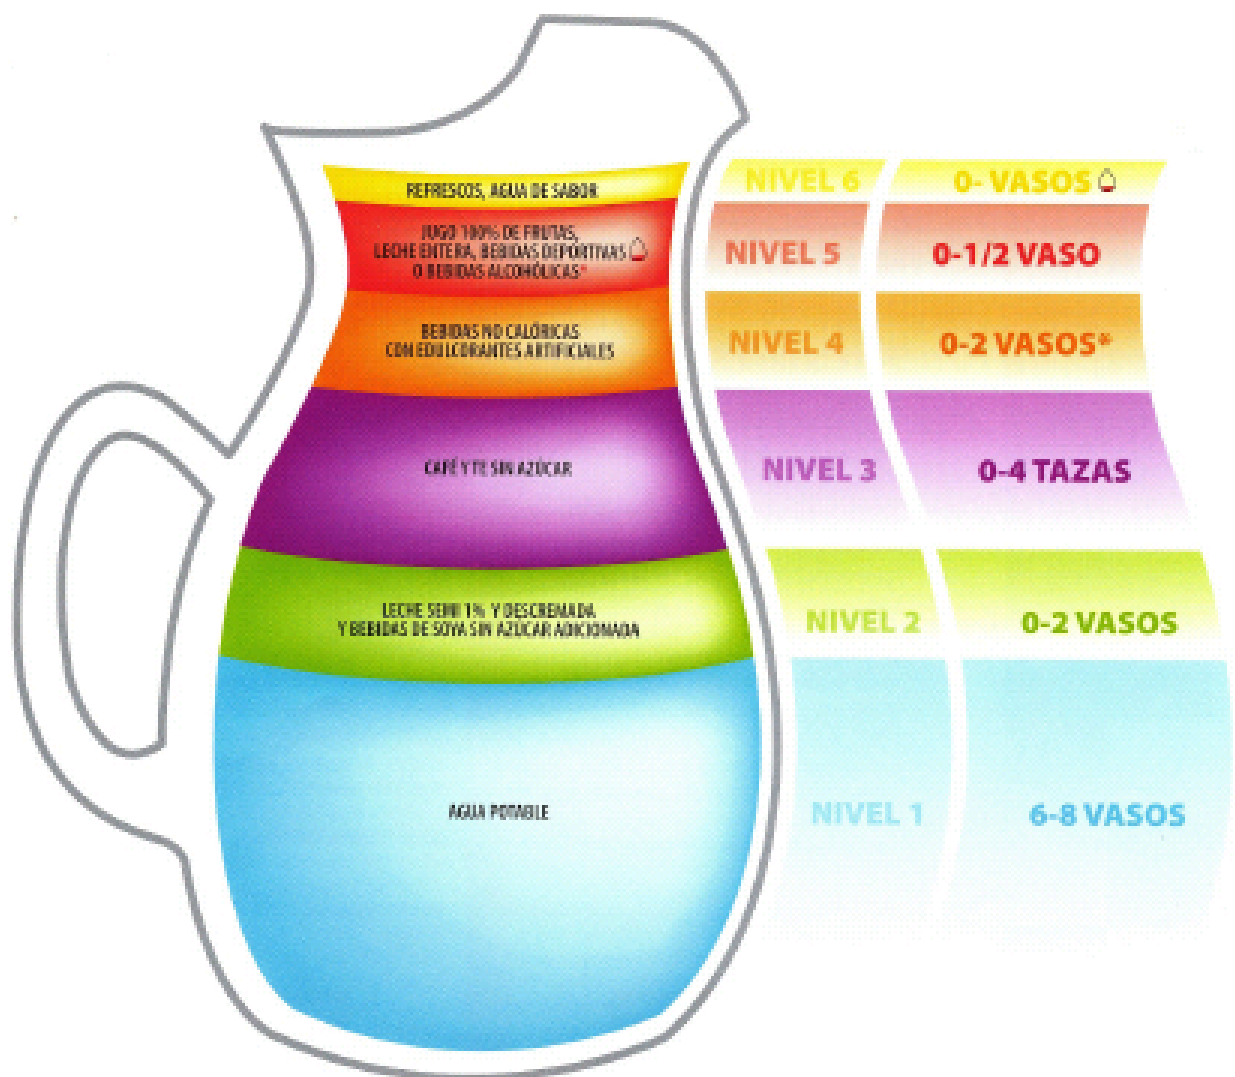 REFRESCOS, AGUA DE SABOR
NIVEL 6
0- VASOS
JUGO 100% DE FRUTAS,
LECHE ENTERA, BEBIDAS DEPORTIVAS
O BEBIDAS ALCOHÓLICAS*
NIVEL 5
0-1/2 VASO
BEBIDAS NO CALÓRICAS
CON EDULCORANTES ARTIFICIALES
NIVEL 4
0-2 VASOS*
CAFÉ Y TE SIN AZÚCAR
NIVEL 3
0-4 TAZAS
LECHE SEMI 1% Y DESCREMADA
Y BEBIDAS DE SOYA SIN AZÚCAR ADICIONADA
NIVEL 2
0-2 VASOS
AGUA POTABLE
NIVEL 1
6-8 VASOS